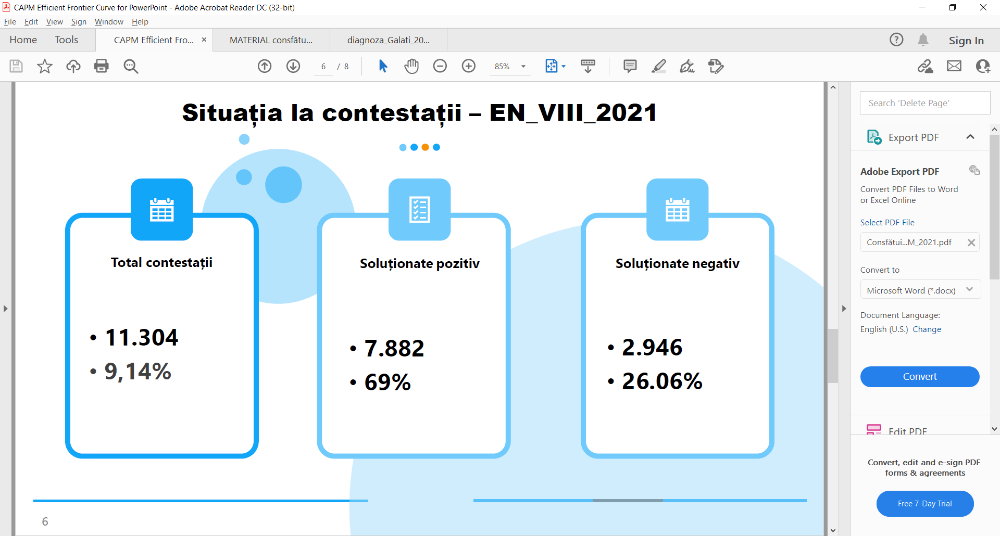 CAPM Efficient Frontier Curve for PowerPoint - Adobe Acrobat Reader DC (32-bit)
File Edit View Sign Window Help
Home Tools CAPM Efficient Fro... MATERIAL consfătu... diagnoza_Galati_20... Sign In
6 / 8 85%
Situația la contestații – EN_VIII_2021
Total contestații
• 11.304
• 9,14%
Soluționate pozitiv
• 7.882
• 69%
Soluționate negativ
• 2.946
• 26.06%
6
Search 'Delete Page'
Export PDF
Adobe Export PDF
Convert PDF Files to Word
or Excel Online
Select PDF File
Consfătui...M_2021.pdf
Convert to
Microsoft Word (*.docx)
Document Language:
English (U.S.) Change
Convert
Edit PDF
Convert, edit and e-sign PDF
forms & agreements
Free 7-Day Trial